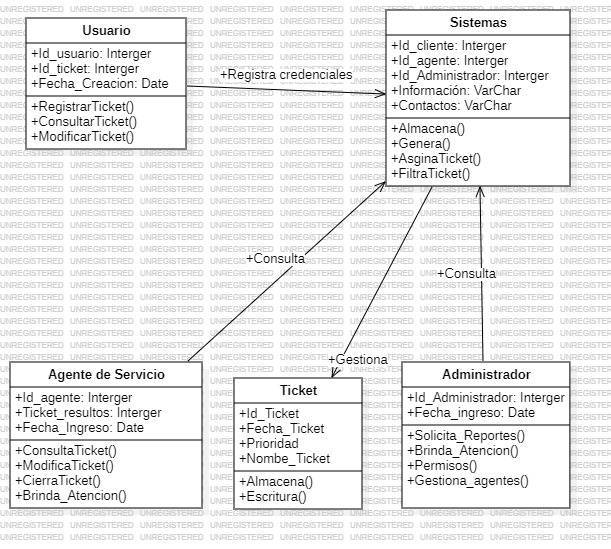 Usuario
+Id_usuario: Interger
+Id_ticket: Interger
+Fecha_Creacion: Date
+RegistrarTicket()
+ConsultarTicket()
+ModificarTicket()
+Registra credenciales
Sistemas
+Id_cliente: Interger
+Id_agente: Interger
+Id_Administrador: Interger
+Información: VarChar
+Contactos: VarChar
+Almacena()
+Genera()
+AsginaTicket()
+FiltraTicket()
+Consulta
+Consulta
+Gestiona
Agente de Servicio
+Id_agente: Interger
+Ticket_resultos: Interger
+Fecha_Ingreso: Date
+ConsultaTicket()
+ModificaTicket()
+CierraTicket()
+Brinda_Atencion()
Ticket
+Id_Ticket
+Fecha_Ticket
+Prioridad
+Nombe_Ticket
+Almacena()
+Escritura()
Administrador
+Id_Administrador: Interger
+Fecha_ingreso: Date
+Solicita_Reportes()
+Brinda_Atencion()
+Permisos()
+Gestiona_agentes()
UNREGISTERED